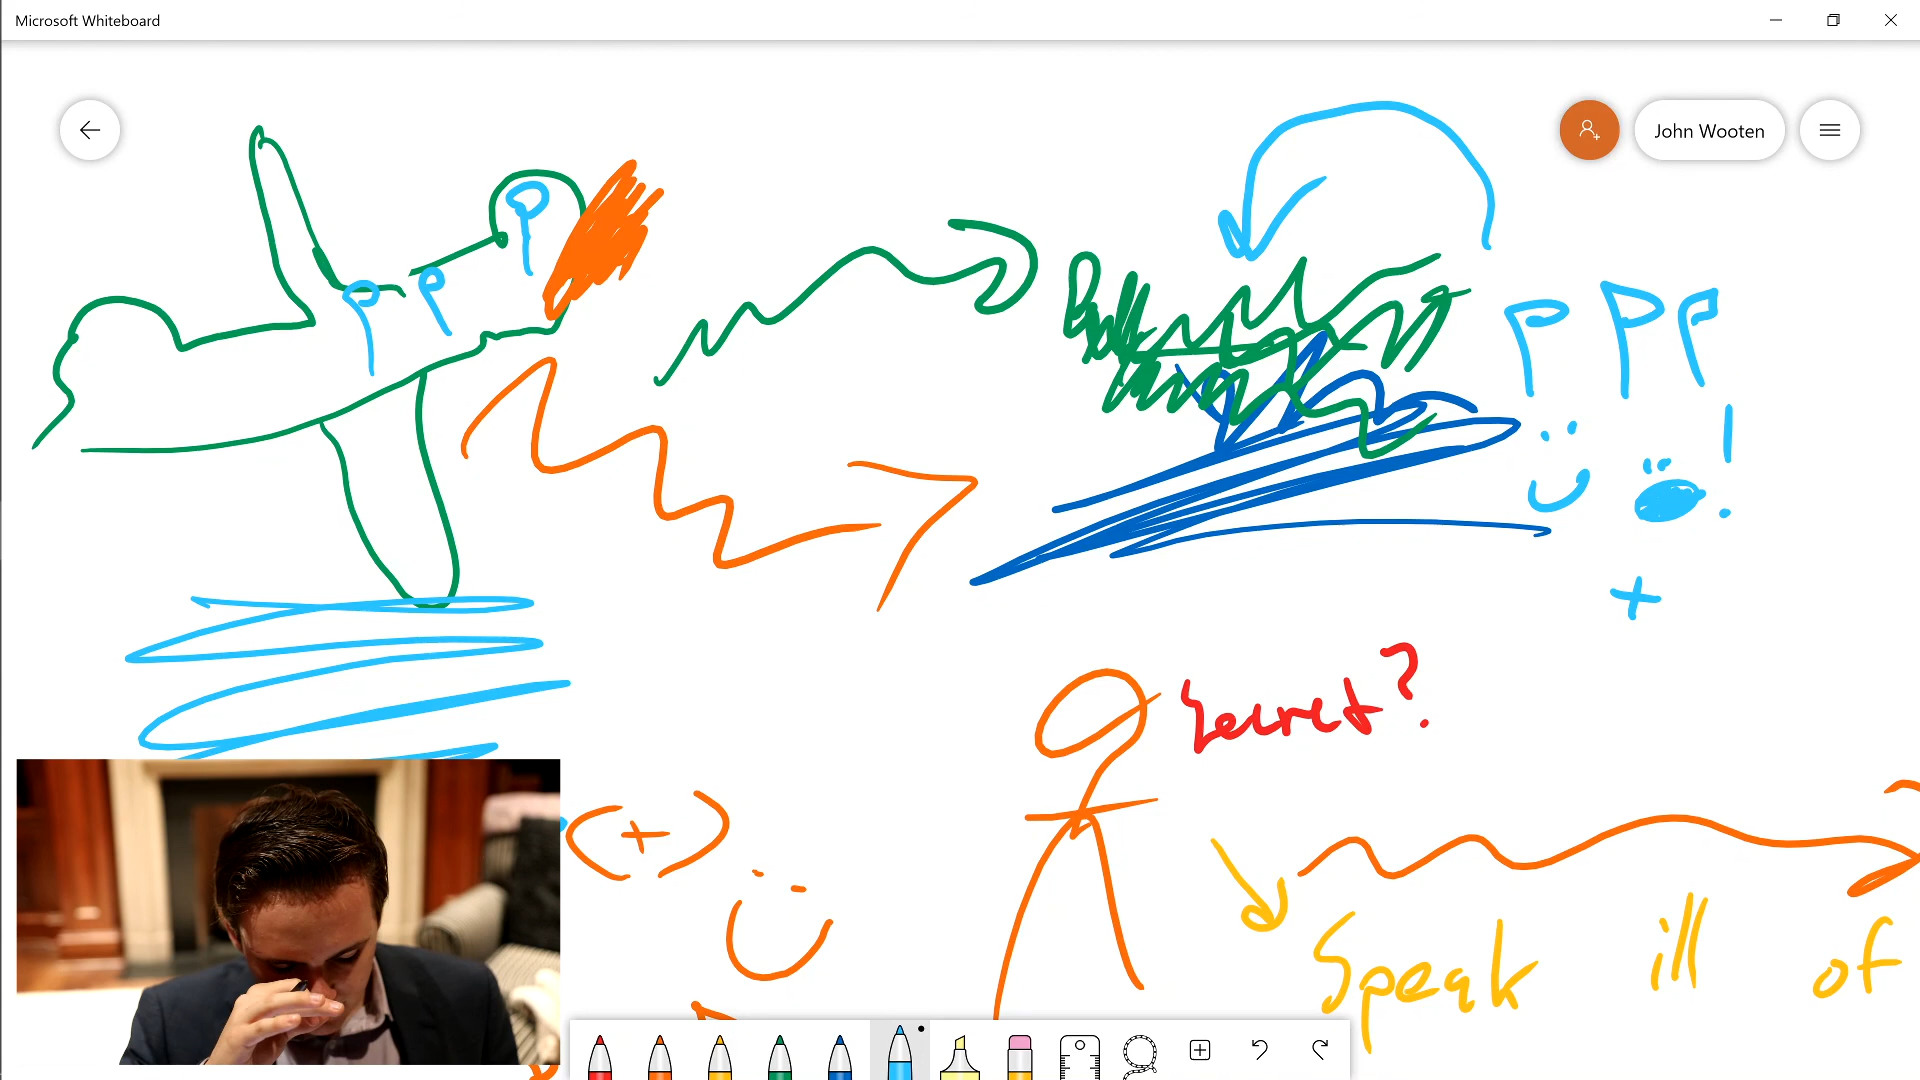 Microsoft Whiteboard
John Wooten
P
P P
P P P
!
+
Secret?
(+)
Speak ill of